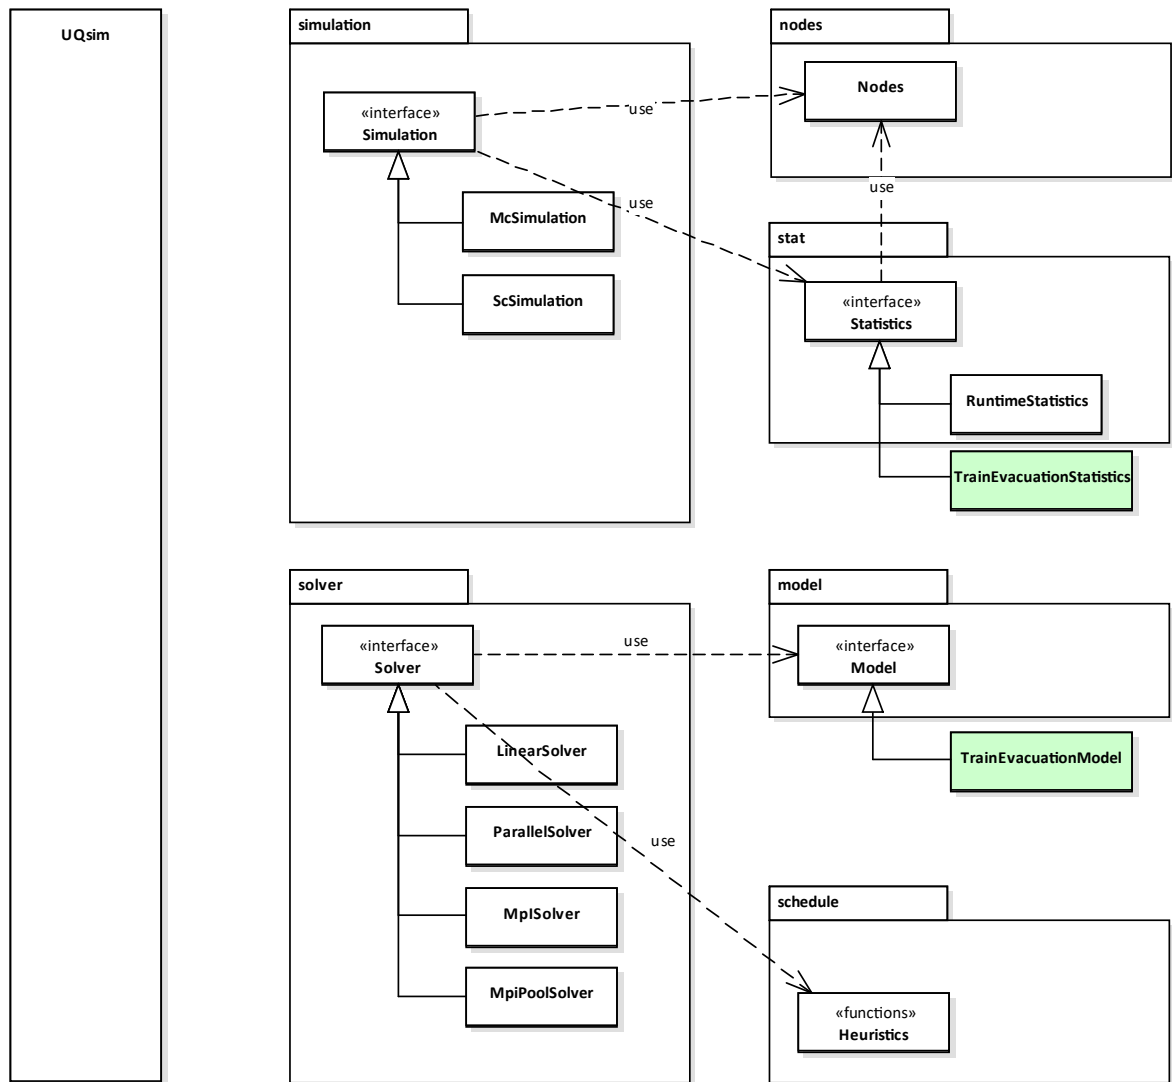 UQsim
simulation
«interface»
Simulation
McSimulation
ScSimulation
use
use
nodes
Nodes
use
stat
«interface»
Statistics
RuntimeStatistics
TrainEvacuationStatistics
solver
«interface»
Solver
LinearSolver
ParallelSolver
MpISolver
MpiPoolSolver
use
use
model
«interface»
Model
TrainEvacuationModel
schedule
«functions»
Heuristics